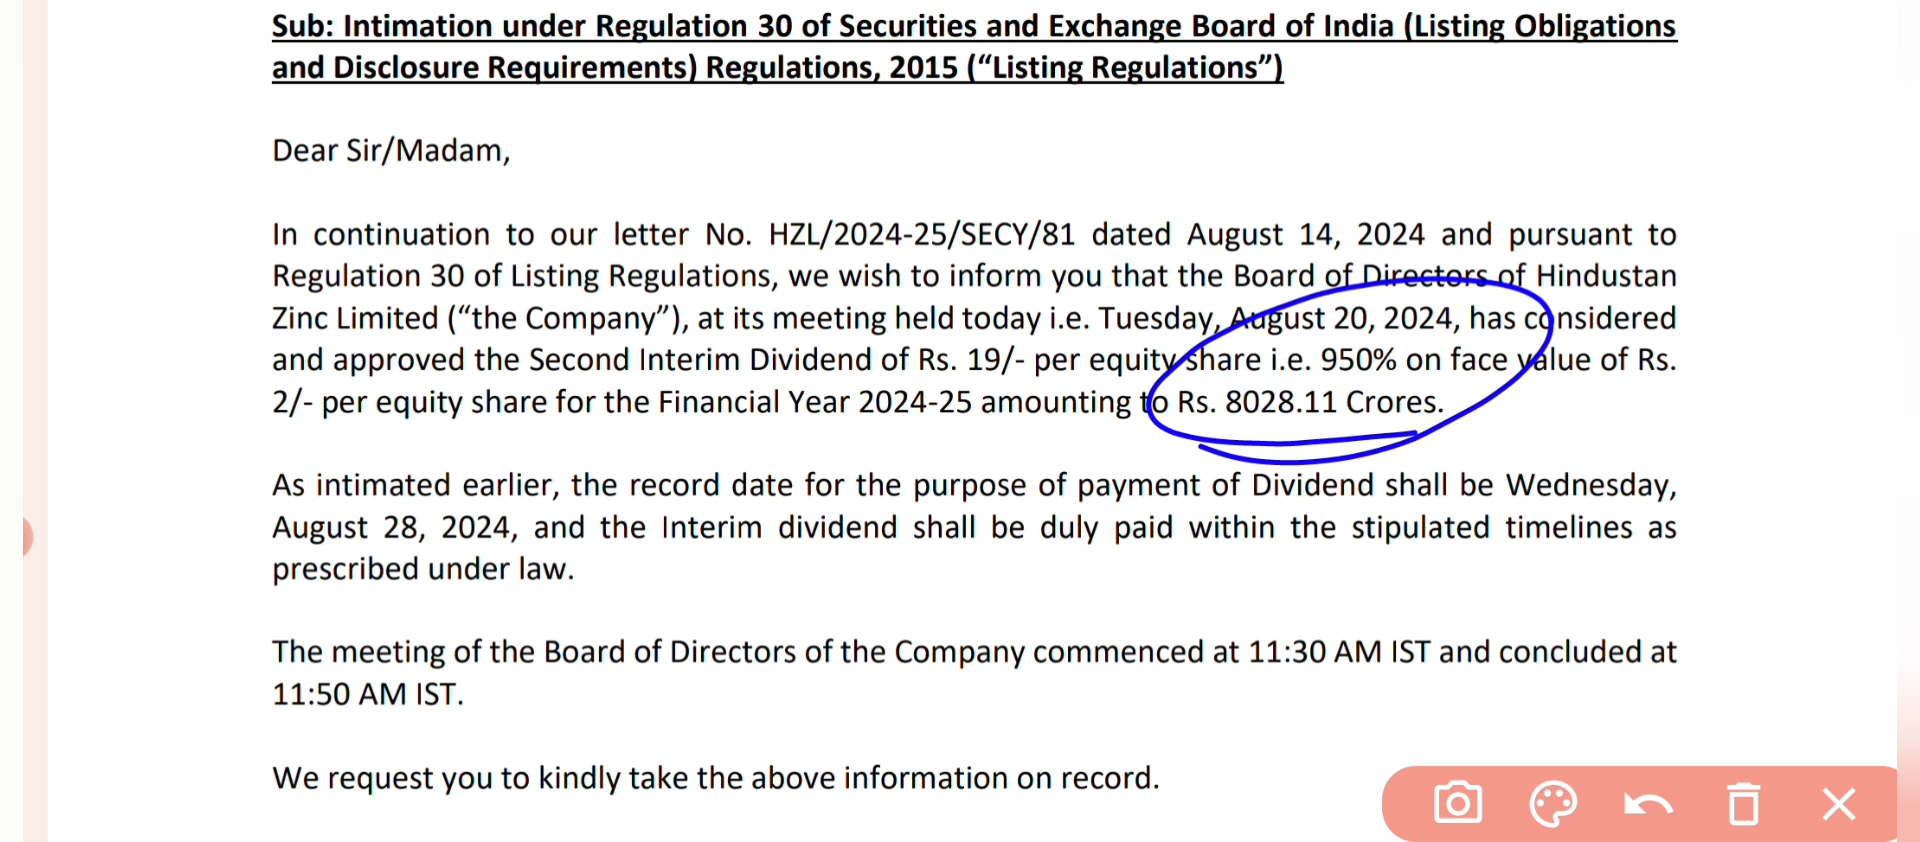 Sub: Intimation under Regulation 30 of Securities and Exchange Board of India (Listing Obligations
and Disclosure Requirements) Regulations, 2015 (“Listing Regulations”)
Dear Sir/Madam,
In continuation to our letter No. HZL/2024-25/SECY/81 dated August 14, 2024 and pursuant to
Regulation 30 of Listing Regulations, we wish to inform you that the Board of Directors of Hindustan
Zinc Limited (“the Company”), at its meeting held today i.e. Tuesday, August 20, 2024, has considered
and approved the Second Interim Dividend of Rs. 19/- per equity share i.e. 950% on face value of Rs.
2/- per equity share for the Financial Year 2024-25 amounting to Rs. 8028.11 Crores.
As intimated earlier, the record date for the purpose of payment of Dividend shall be Wednesday,
August 28, 2024, and the Interim dividend shall be duly paid within the stipulated timelines as
prescribed under law.
The meeting of the Board of Directors of the Company commenced at 11:30 AM IST and concluded at
11:50 AM IST.
We request you to kindly take the above information on record.